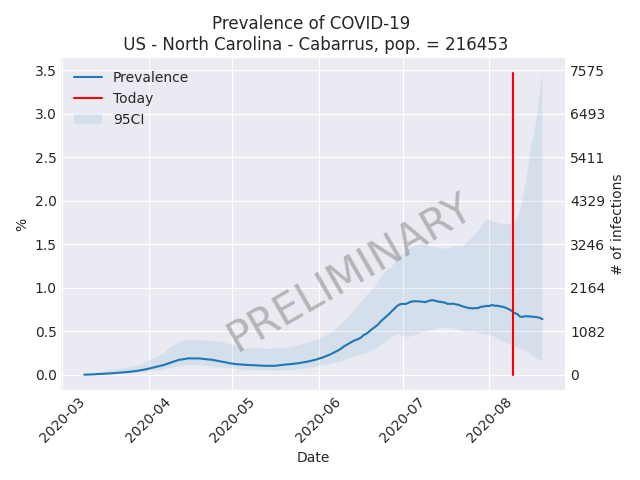 Prevalence of COVID-19
US - North Carolina - Cabarrus, pop. = 216453
Prevalence
Today
95CI
PRELIMINARY
%
3.5
3.0
2.5
2.0
1.5
1.0
0.5
0.0
7575
6493
5411
4329
3246
2164
1082
0
# of infections
2020-03
2020-04
2020-05
2020-06
2020-07
2020-08
Date